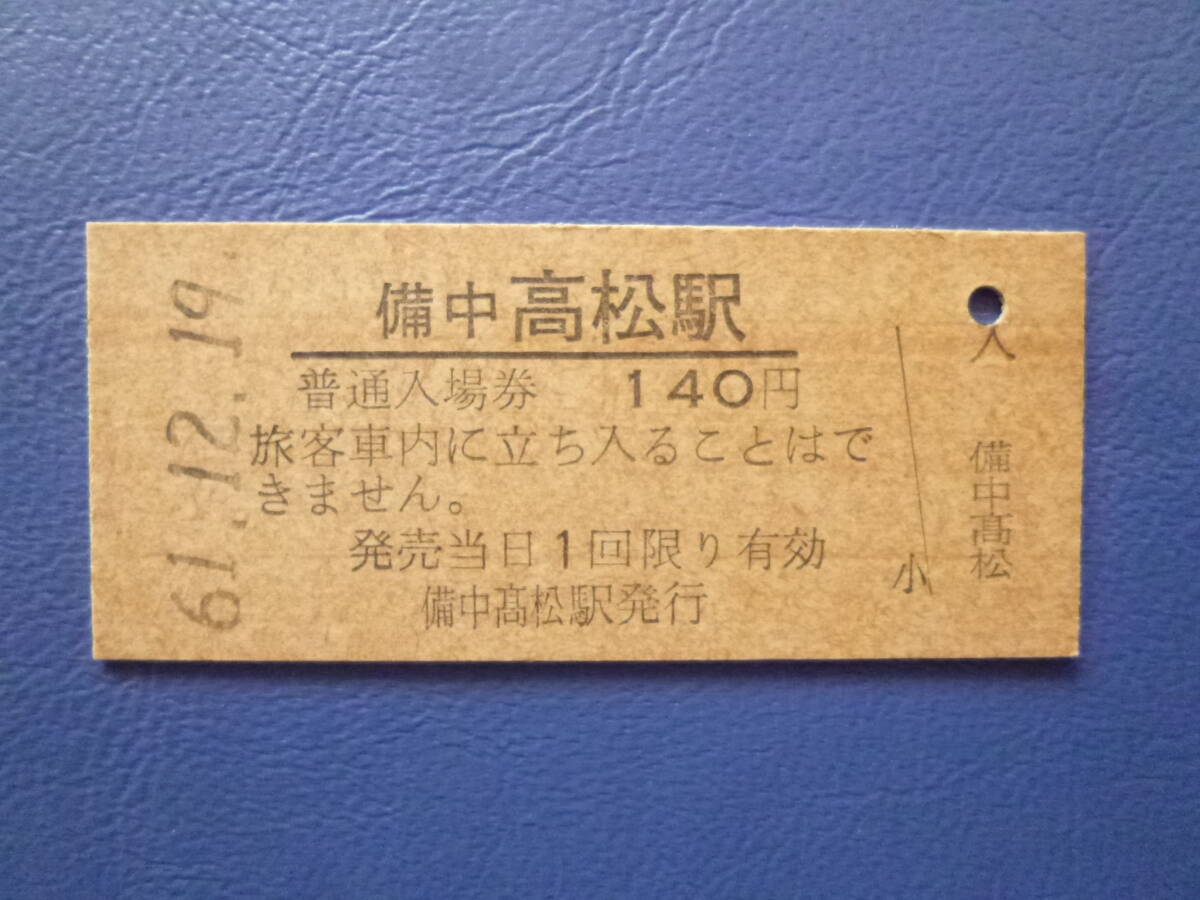 61.12.19.
備中高松駅
普通入場券 140円
旅客車内に立ち入ることはで
きません。
発売当日1回限り有効
備中髙松駅発行
小
入
備中髙松